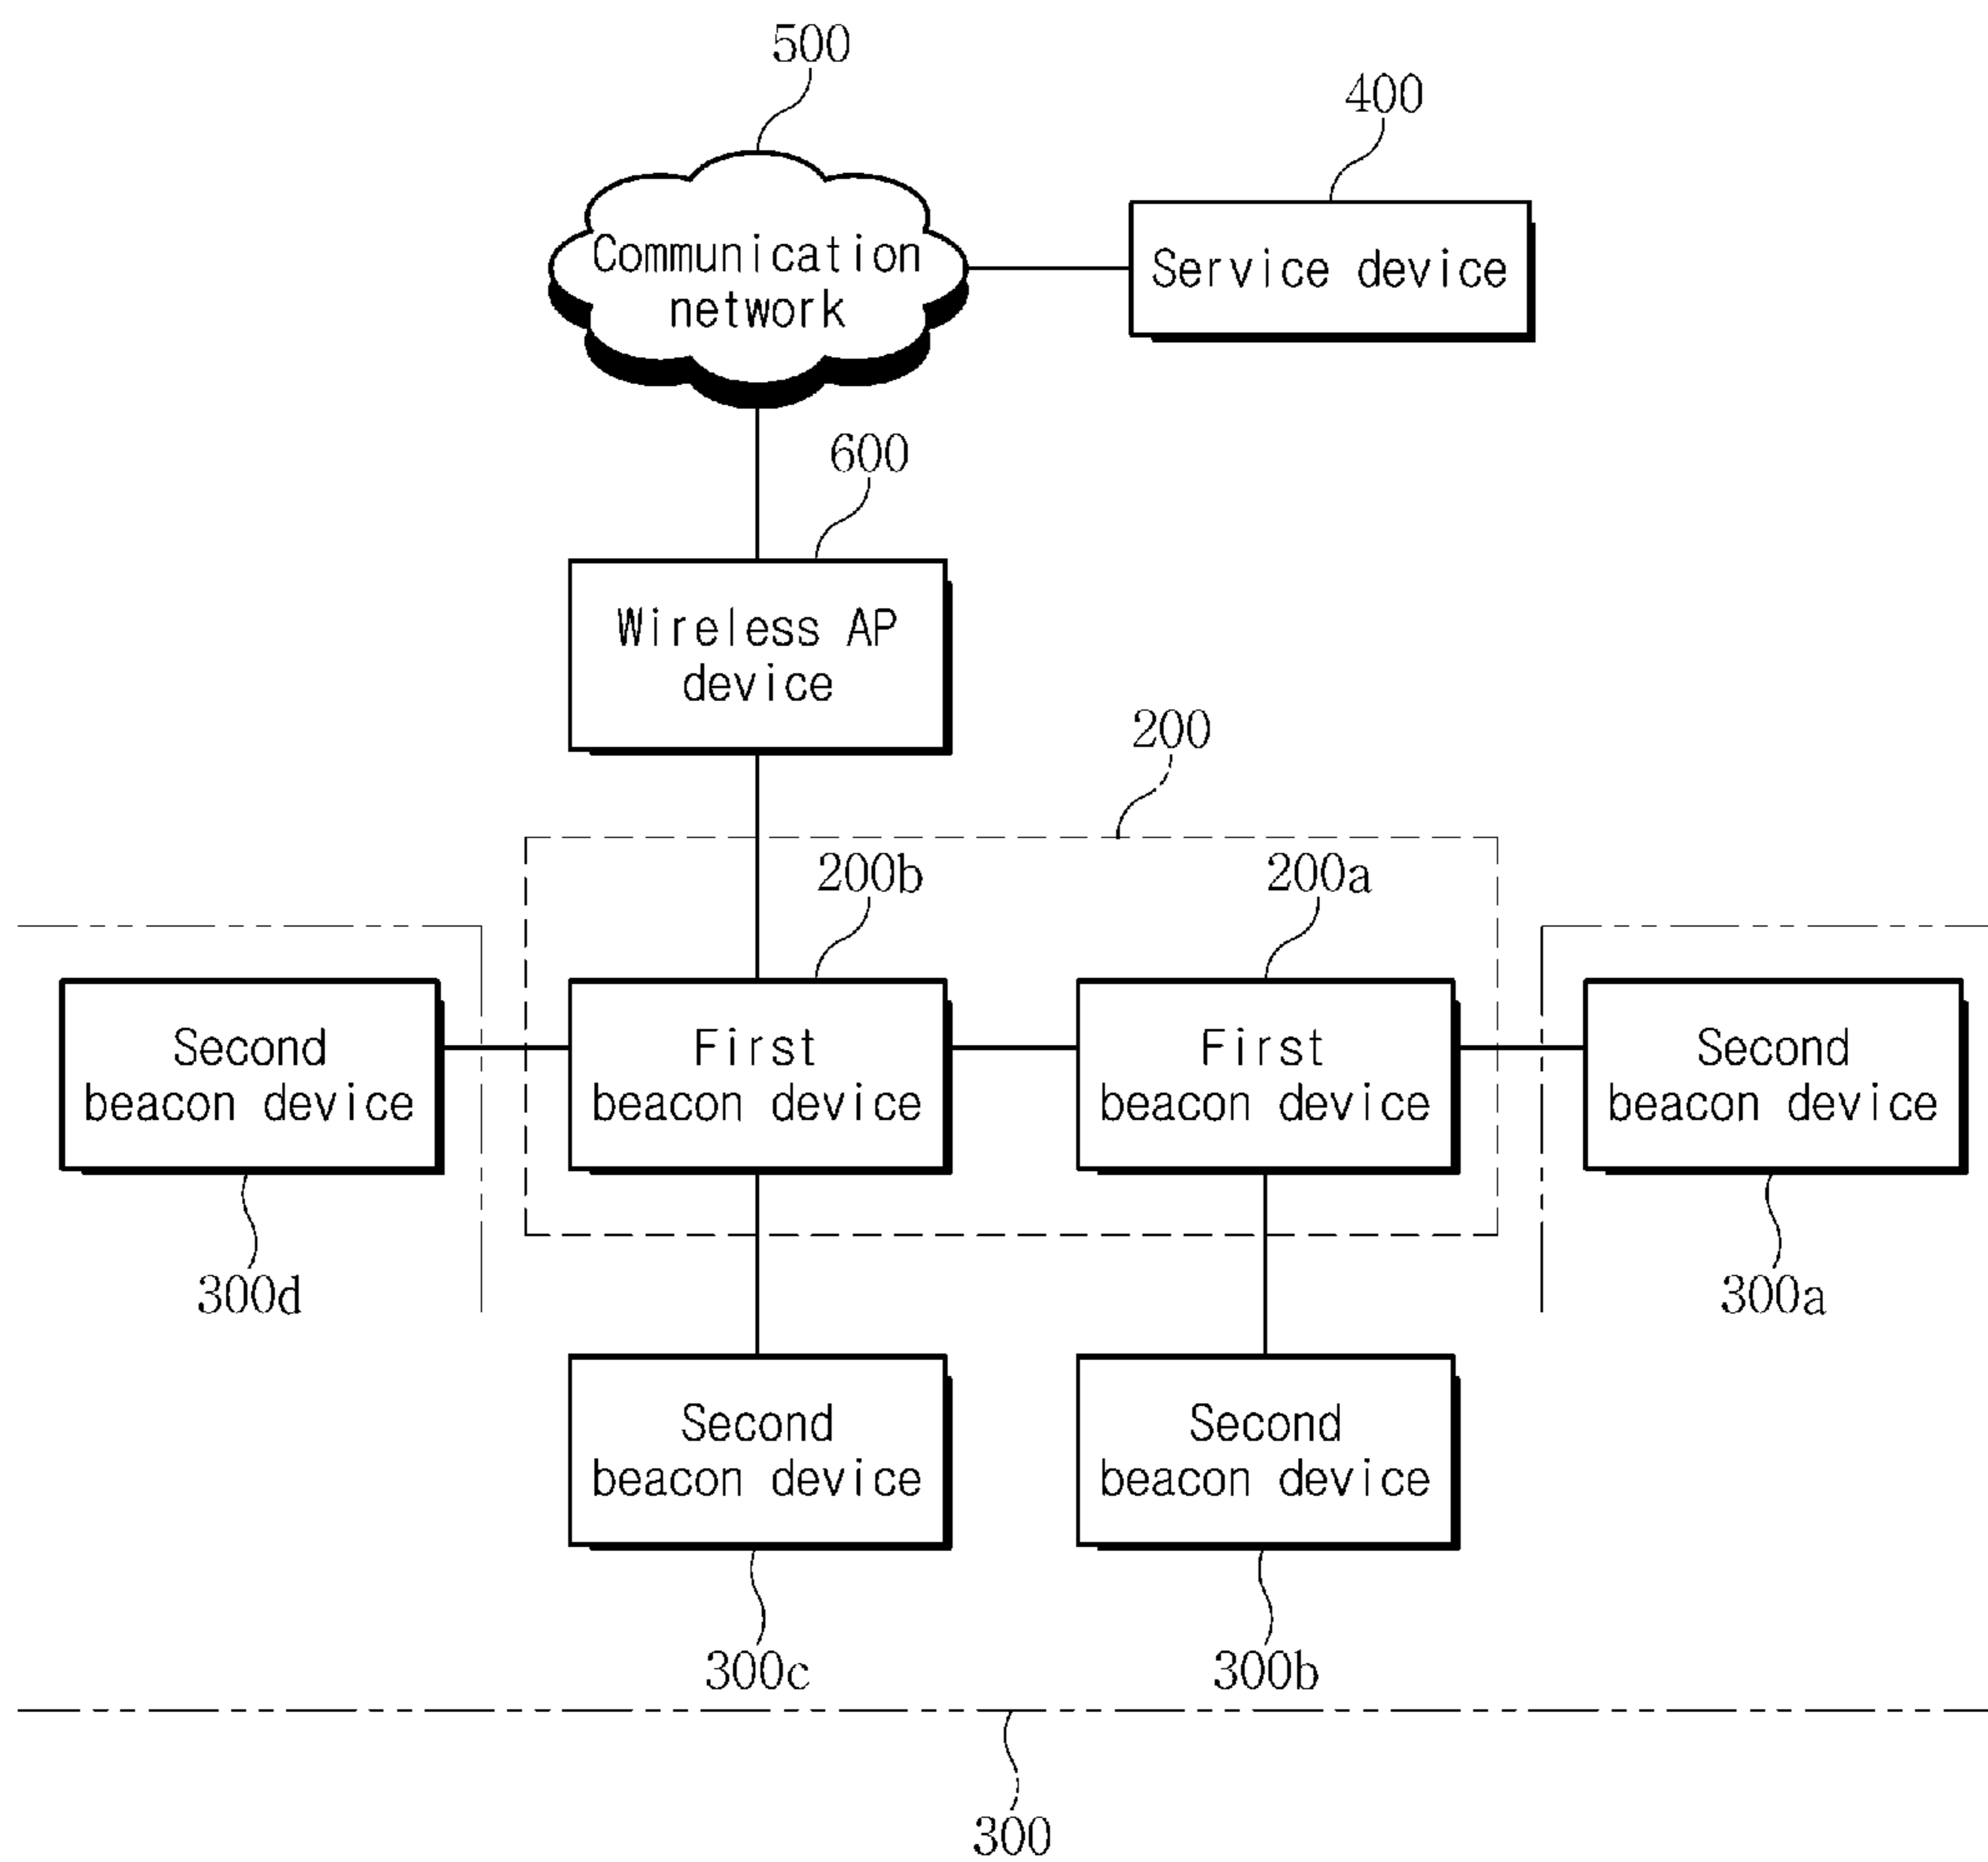 500
400
Communication
network
Service device
600
Wireless AP
device
200
200b
200a
Second
beacon device
First
beacon device
First
beacon device
Second
beacon device
300d
300a
Second
beacon device
Second
beacon device
300c
300b
300